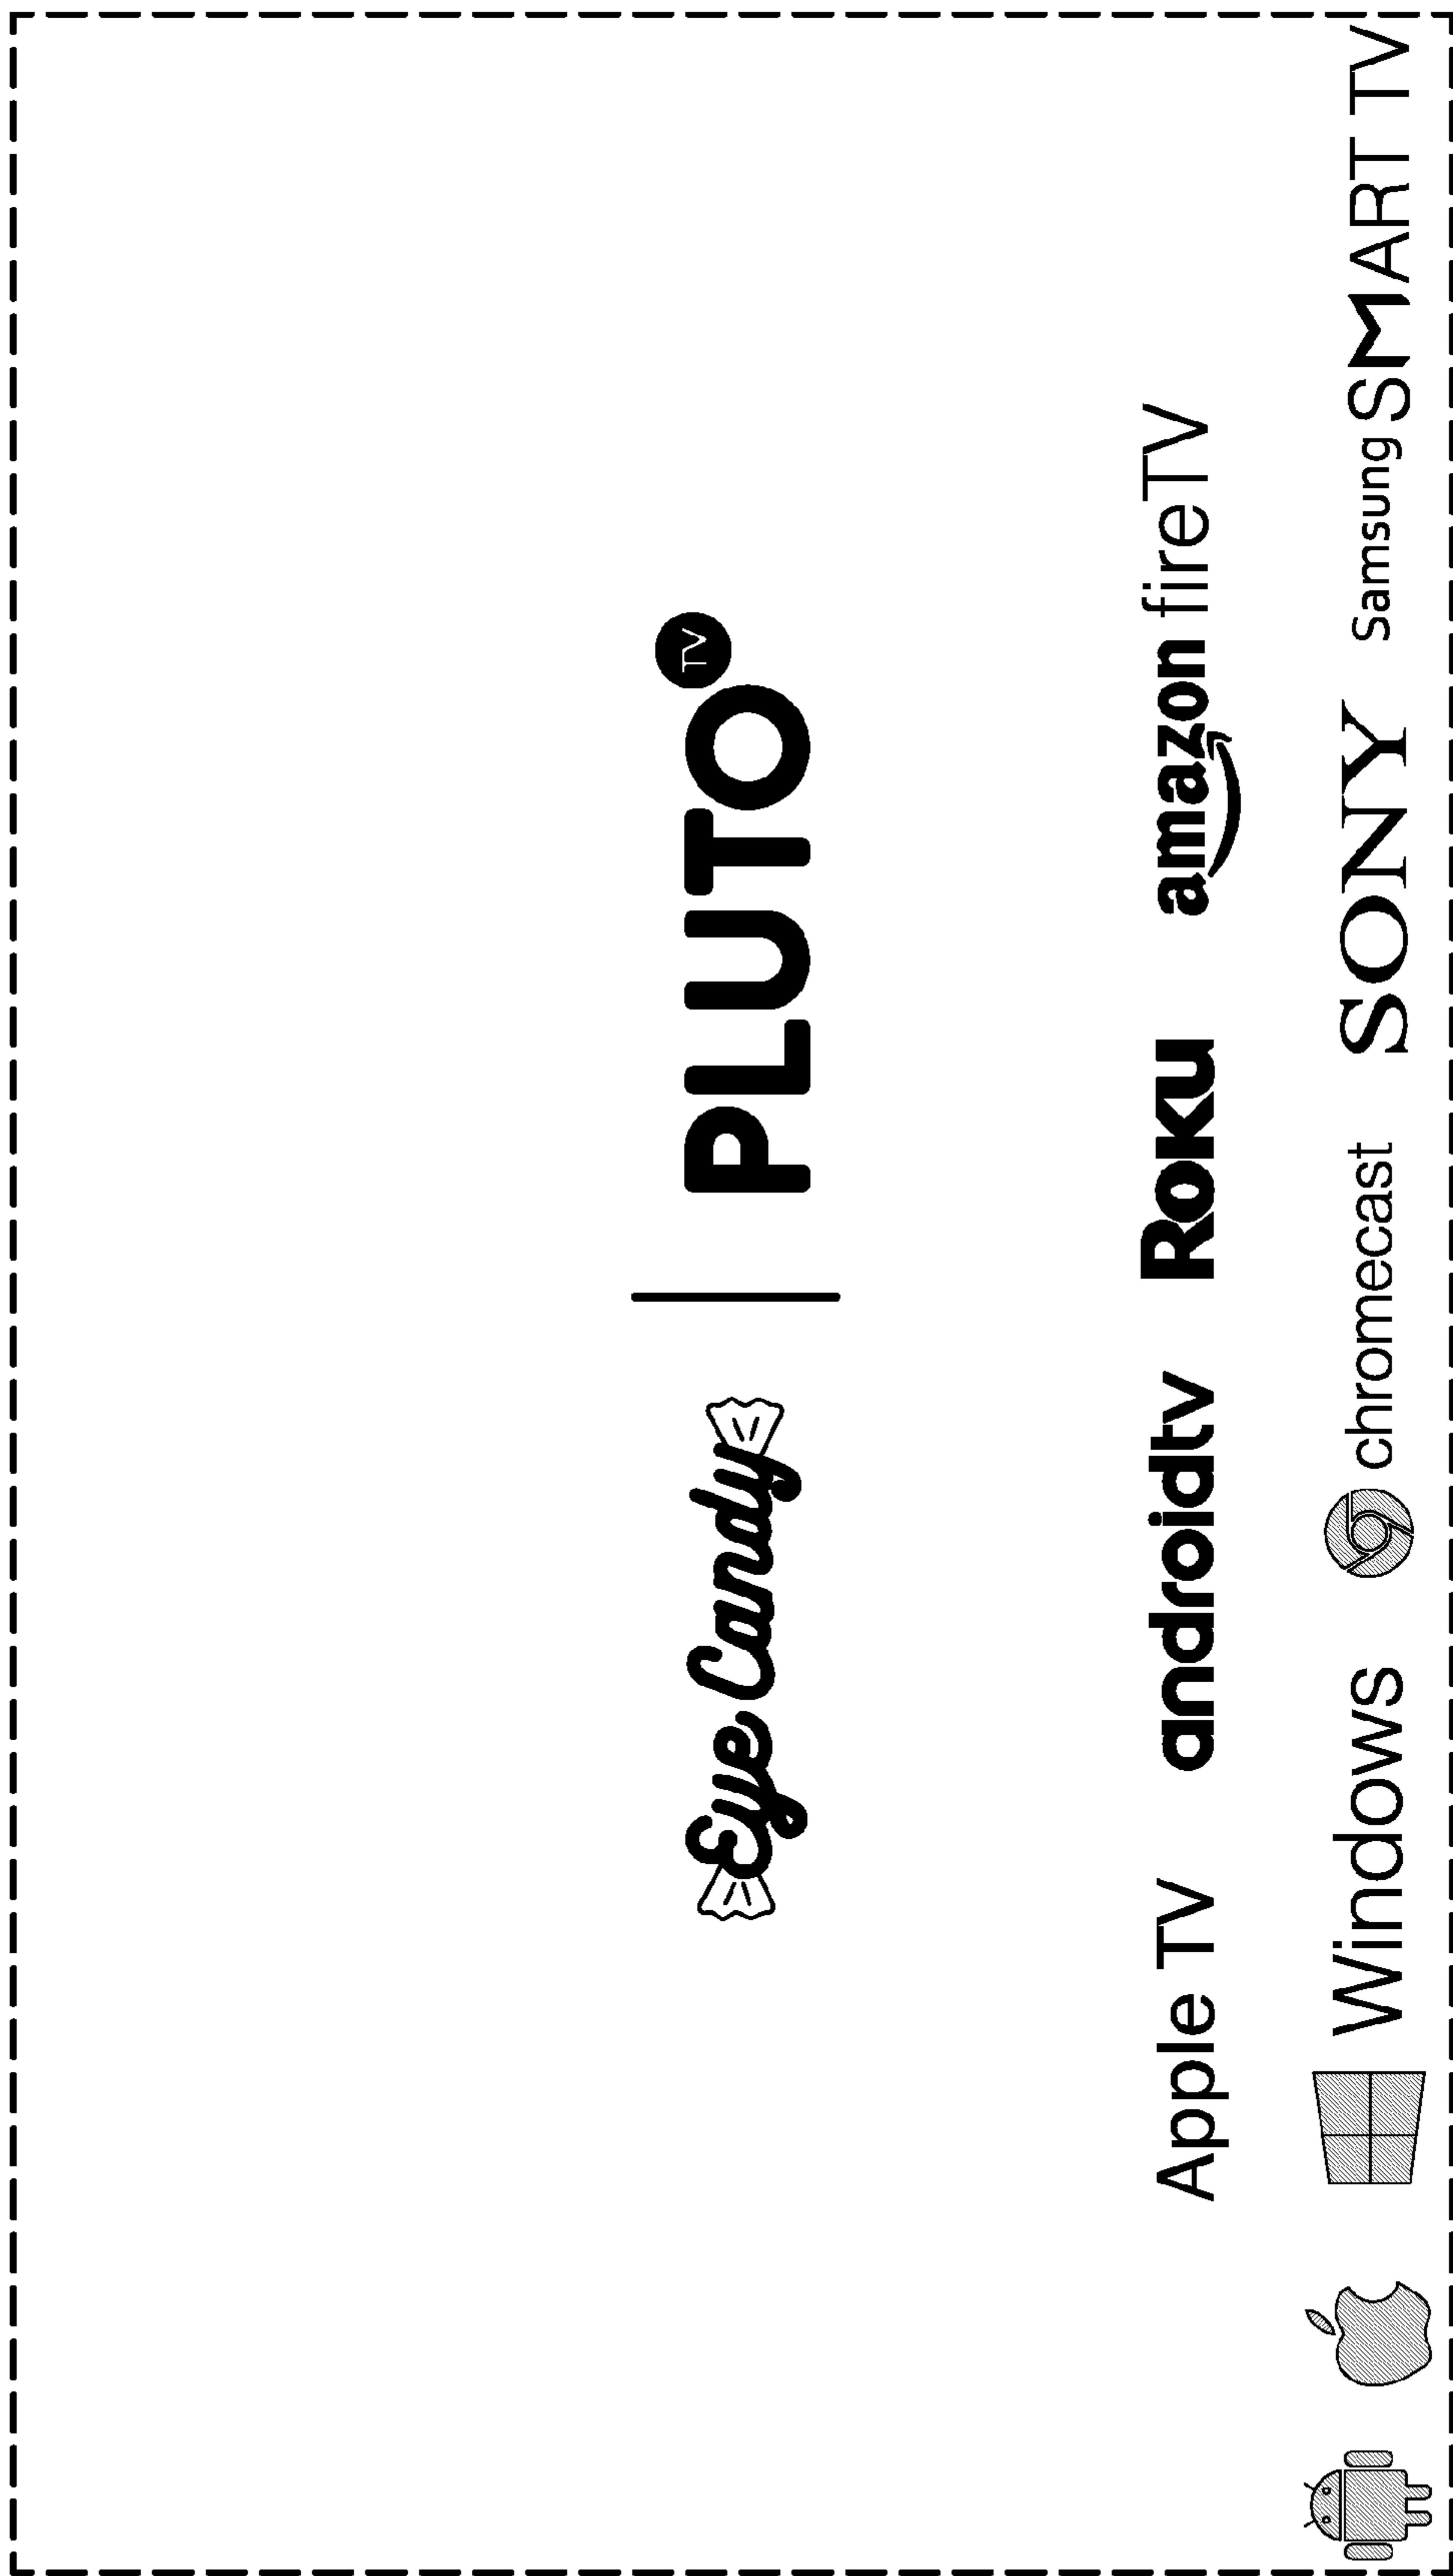 Eye Candy | PLUTO TV
Apple TV androidtv Roku amazon fireTV
Windows chromecast SONY Samsung SMART TV